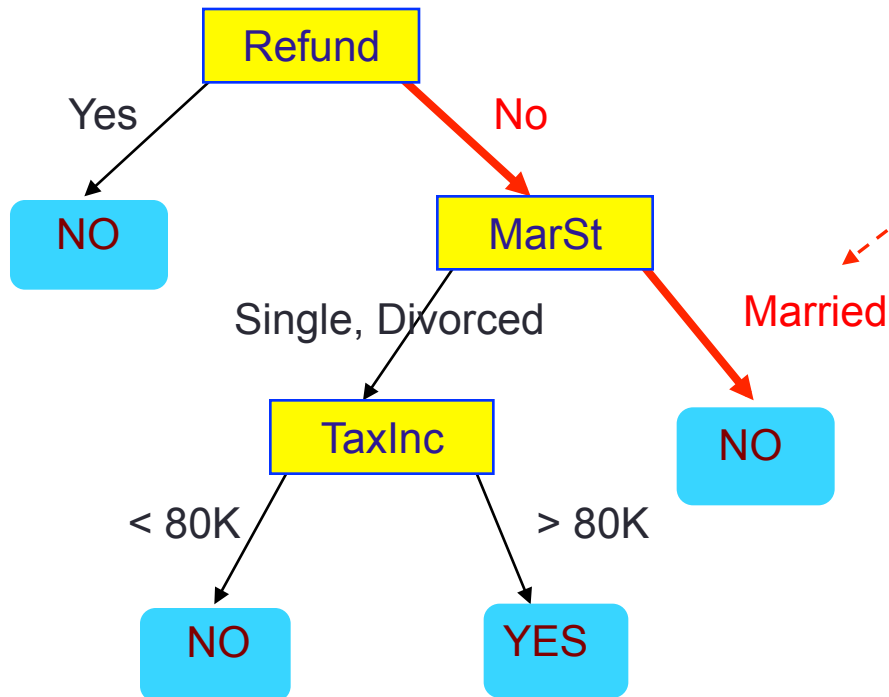 Refund
Yes
No
NO
MarSt
Single, Divorced
Married
TaxInc
NO
< 80K
> 80K
NO
YES